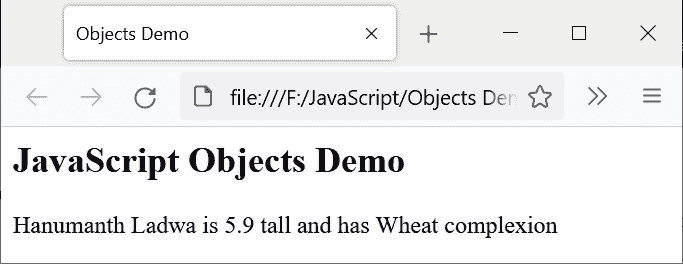 Objects Demo
file:///F:/JavaScript/Objects Den
JavaScript Objects Demo
Hanumanth Ladwa is 5.9 tall and has Wheat complexion